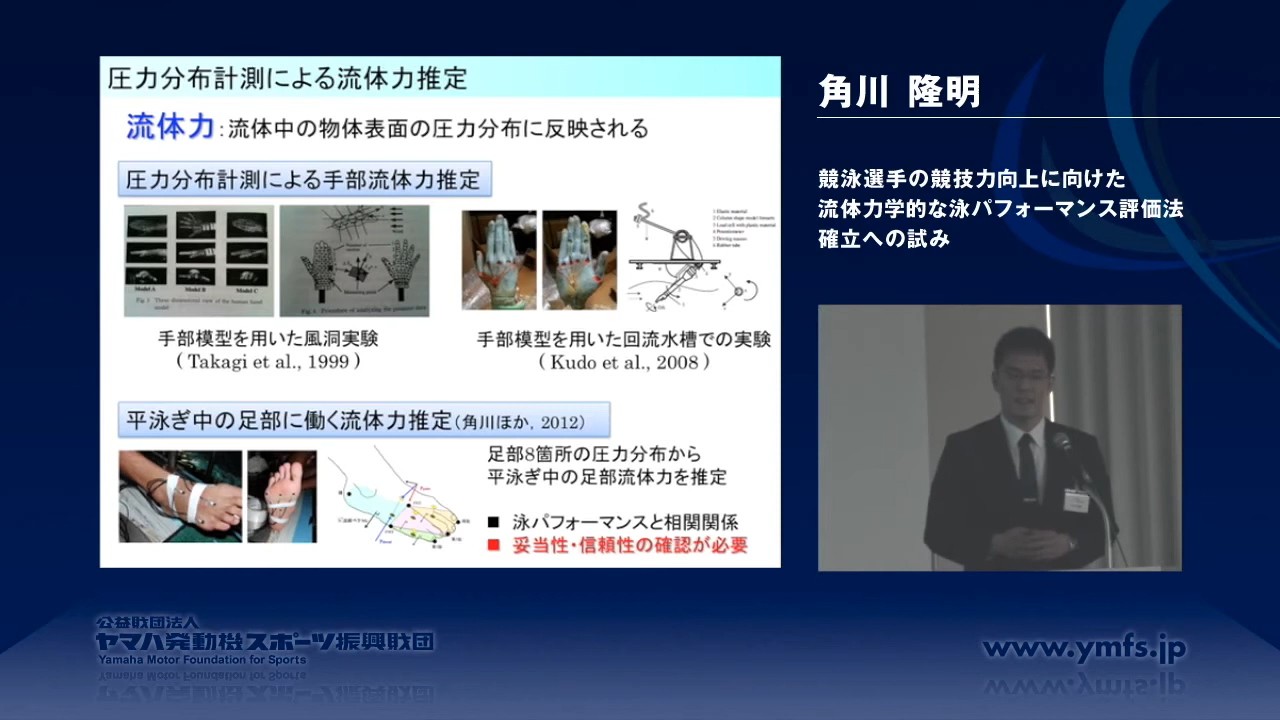 圧力分布計測による流体力推定
流体力:流体中の物体表面の圧力分布に反映される
圧力分布計測による手部流体力推定
Model A Model B Model C
手部模型を用いた風洞実験
( Takagi et al., 1999 )
手部模型を用いた回流水槽での実験
( Kudo et al., 2008 )
平泳ぎ中の足部に働く流体力推定(角川ほか, 2012)
足部8箇所の圧力分布から
平泳ぎ中の足部流体力を推定
■ 泳パフォーマンスと相関関係
■ 妥当性・信頼性の確認が必要
角川 隆明
競泳選手の競技力向上に向けた
流体力学的な泳パフォーマンス評価法
確立への試み
公益財団法人
ヤマハ発動機スポーツ振興財団
Yamaha Motor Foundation for Sports
www.ymfs.jp